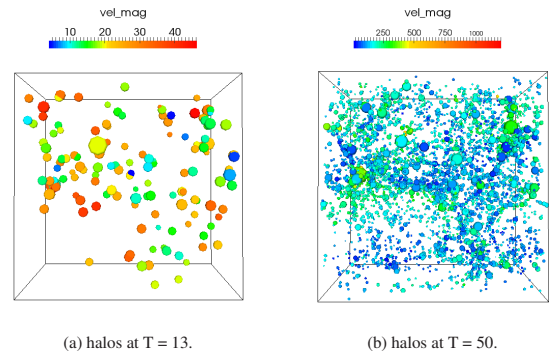 vel_mag
10 20 30 40
(a) halos at T = 13.
vel_mag
250 500 750 1000
(b) halos at T = 50.